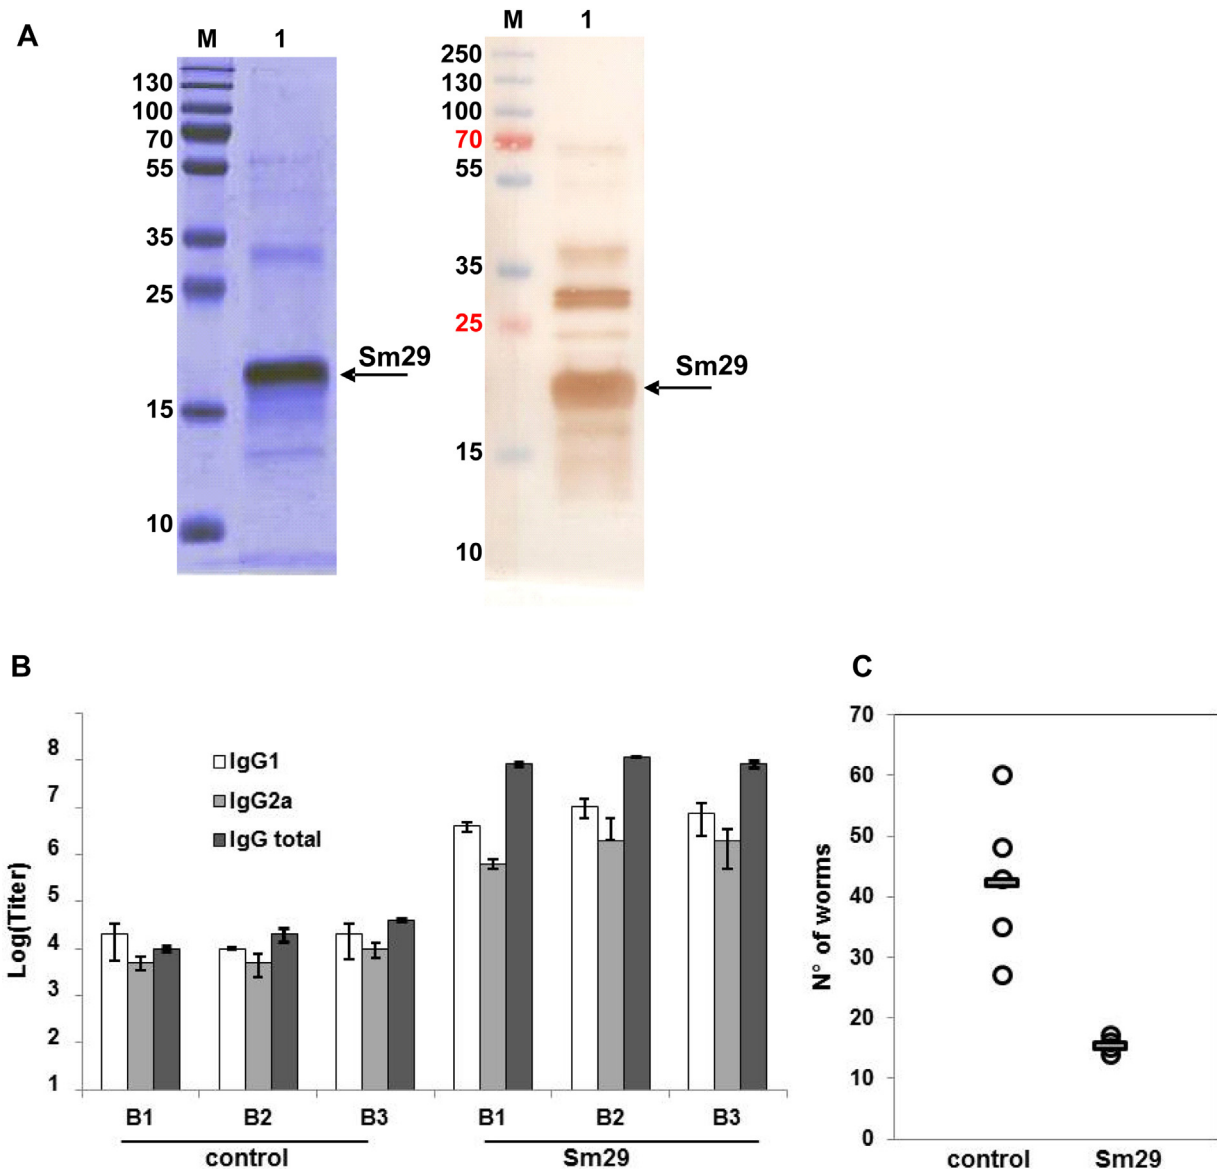 A
M 1
130
100
70
55
35
25
15
10
Sm29
M 1
250
130
100
70
55
35
25
15
10
Sm29
B
Log(Titer)
8
7
6
5
4
3
2
1
IgG1
IgG2a
IgG total
B1 B2 B3 B1 B2 B3
control Sm29
C
N° of worms
70
60
50
40
30
20
10
0
control Sm29